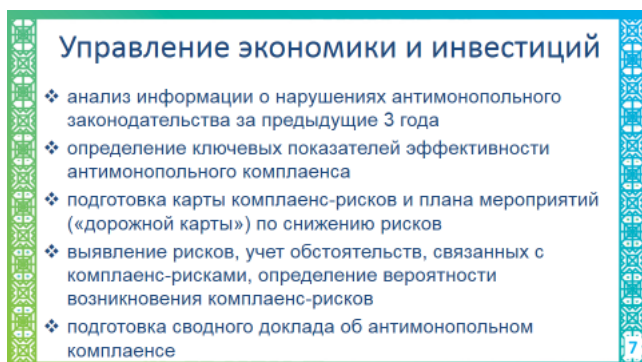 Управление экономики и инвестиций
❖ анализ информации о нарушениях антимонопольного
законодательства за предыдущие 3 года
❖ определение ключевых показателей эффективности
антимонопольного комплаенса
❖ подготовка карты комплаенс-рисков и плана мероприятий
(«дорожной карты») по снижению рисков
❖ выявление рисков, учет обстоятельств, связанных с
комплаенс-рисками, определение вероятности
возникновения комплаенс-рисков
❖ подготовка сводного доклада об антимонопольном
комплаенсе
7